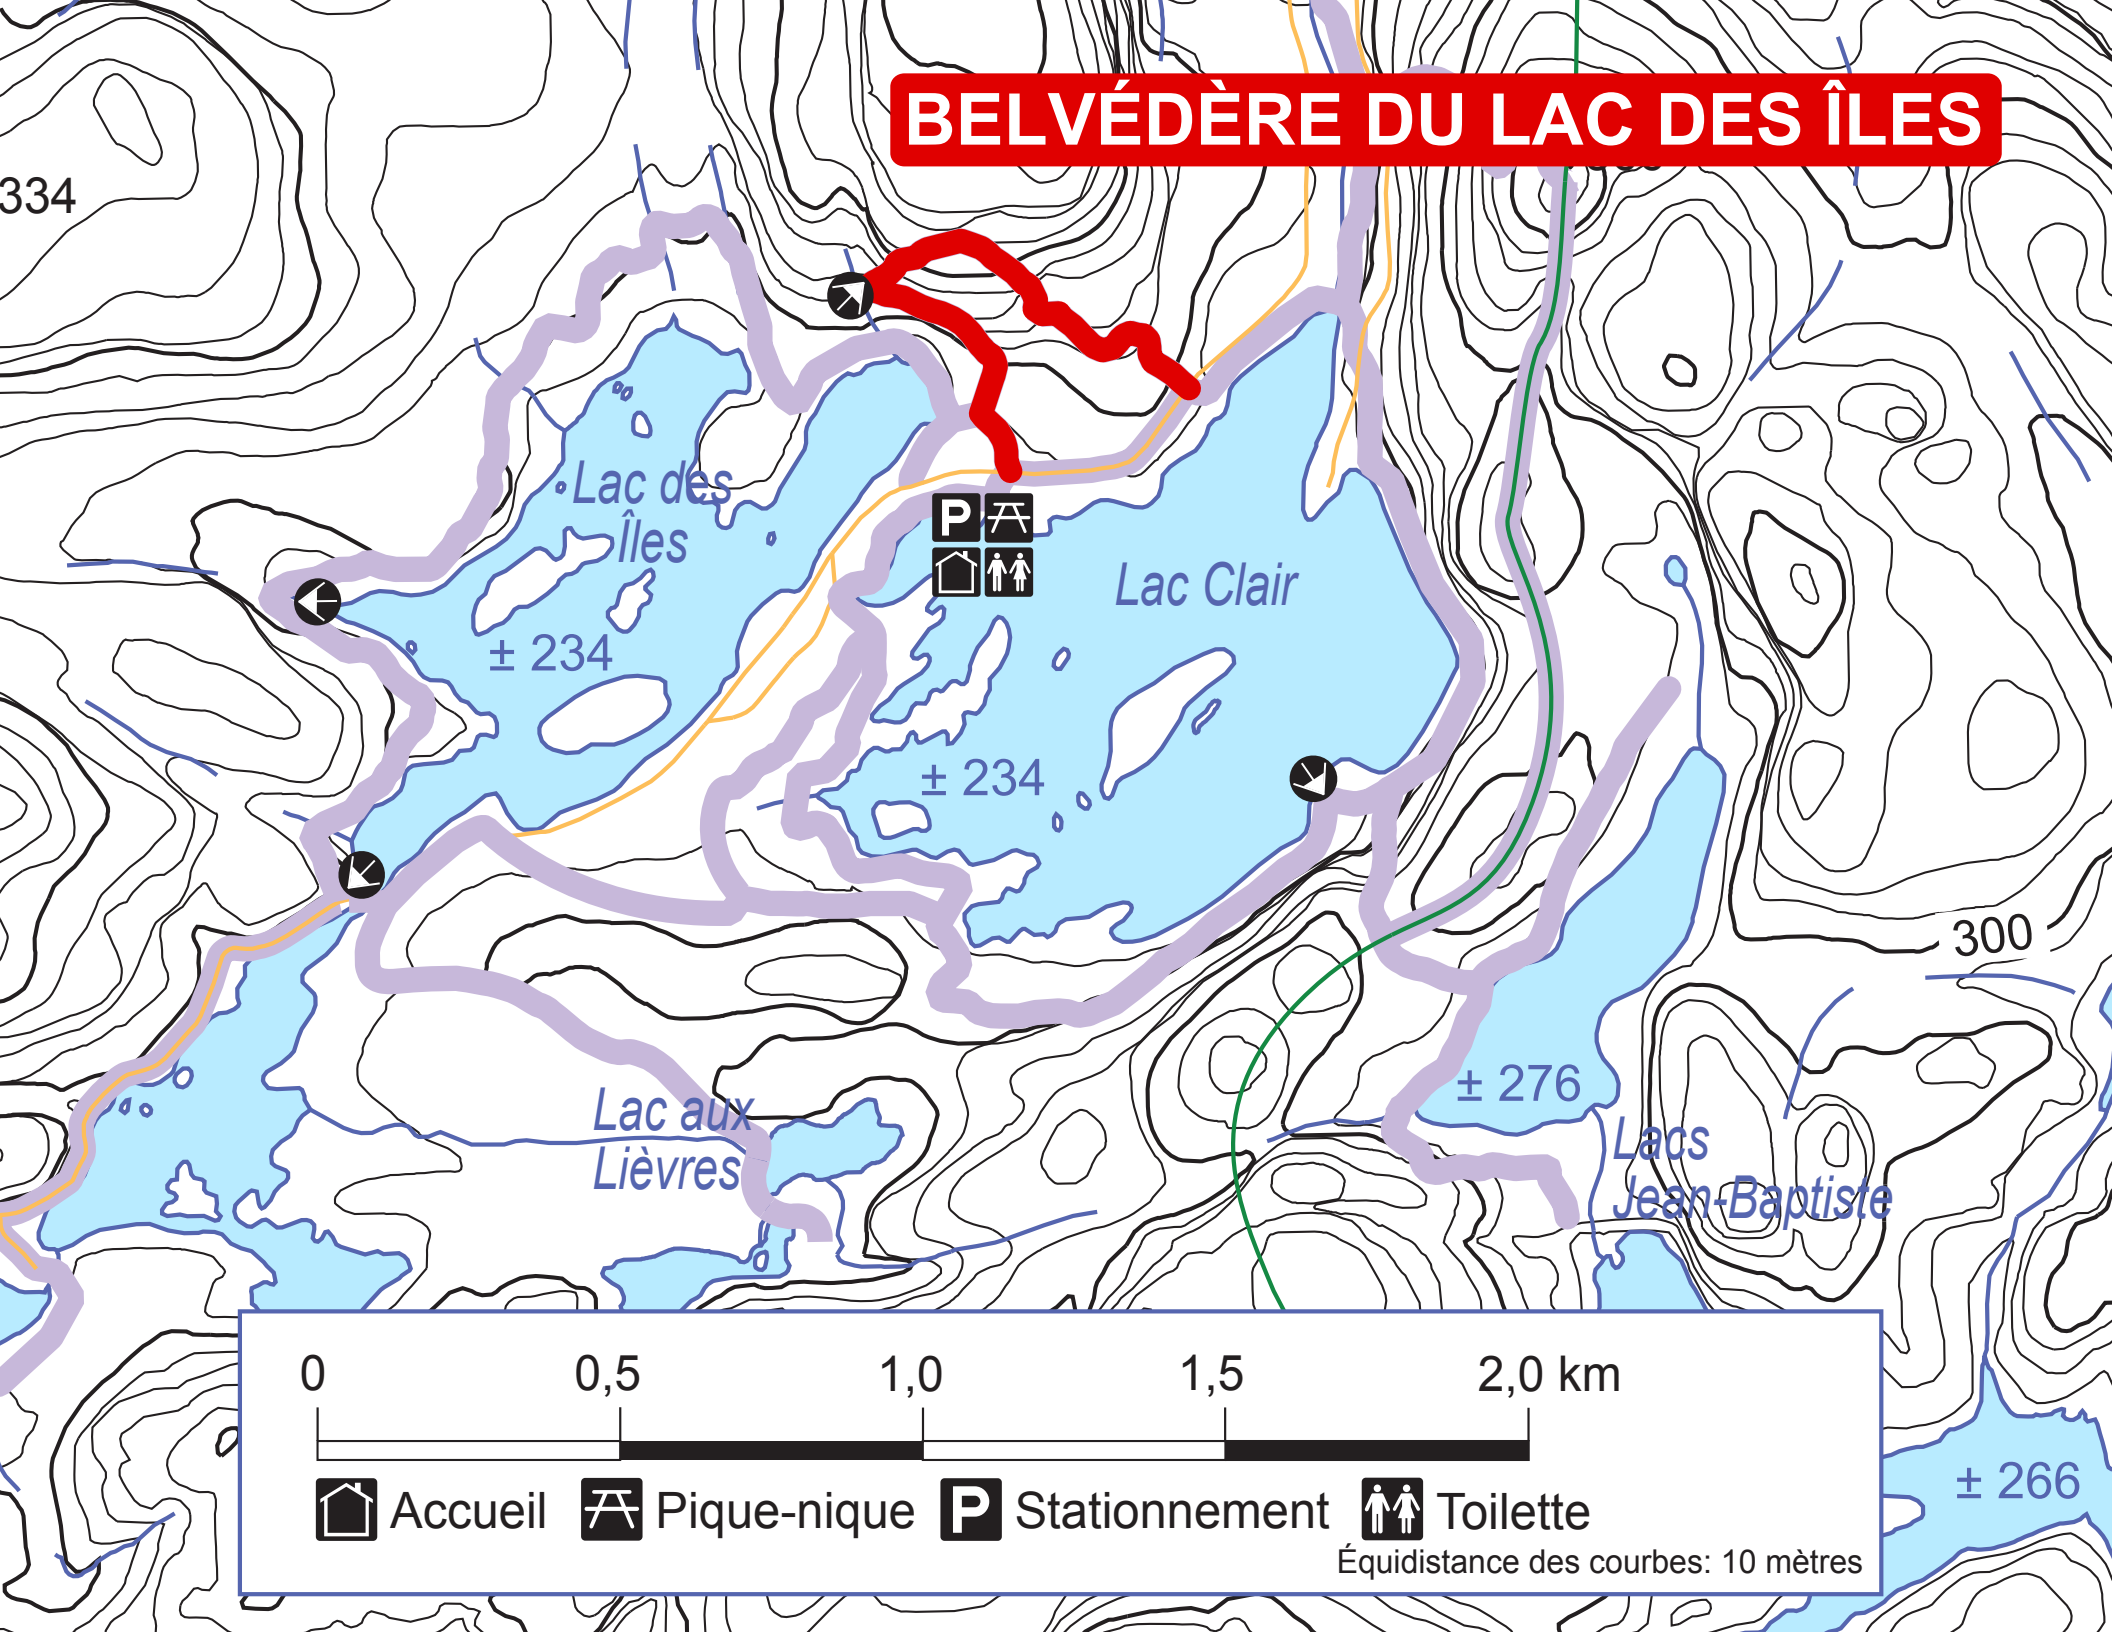 BELVÉDÈRE DU LAC DES ÎLES
334
Lac des
Îles
± 234
Lac Clair
± 234
300
Lac aux
Lièvres
± 276
Lacs
Jean-Baptiste
0 0,5 1,0 1,5 2,0 km
P
Accueil Pique-nique P Stationnement Toilette
Équidistance des courbes: 10 mètres
± 266